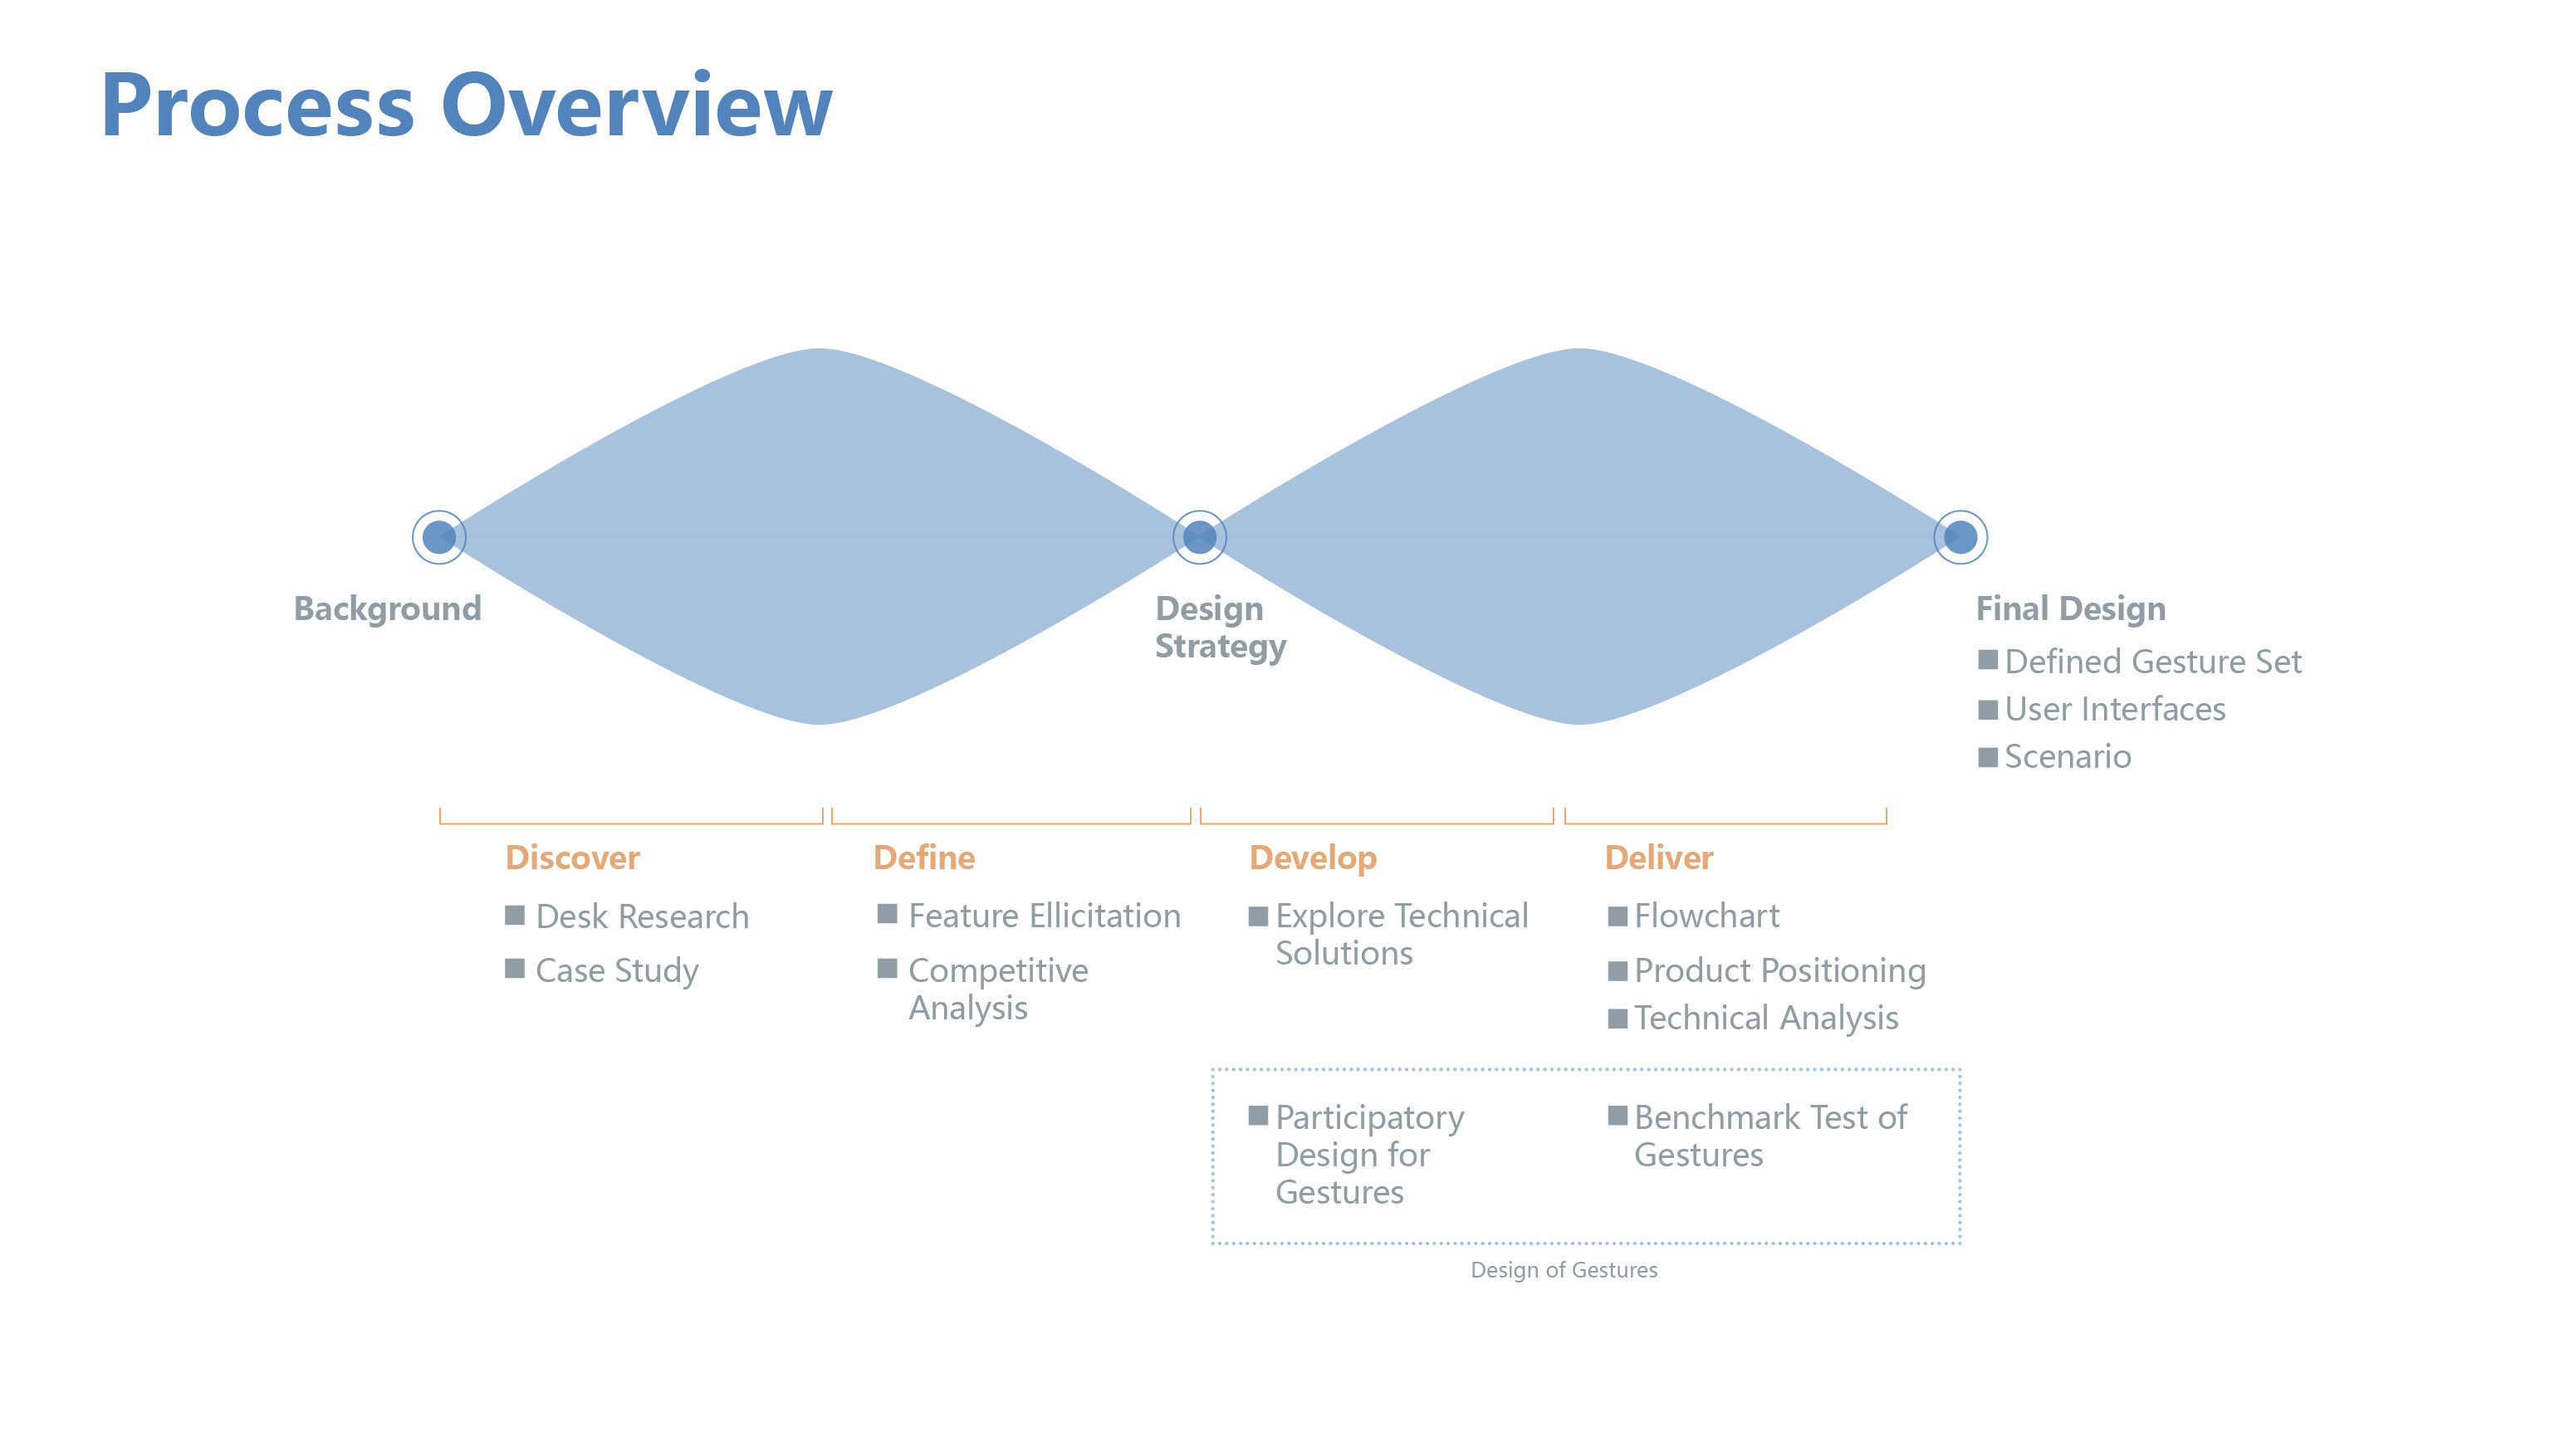 Process Overview
Background
Design
Strategy
Final Design
Defined Gesture Set
User Interfaces
Scenario
Discover
Desk Research
Case Study
Define
Feature Ellicitation
Competitive
Analysis
Develop
Explore Technical
Solutions
Deliver
Flowchart
Product Positioning
Technical Analysis
Participatory
Design for
Gestures
Benchmark Test of
Gestures
Design of Gestures